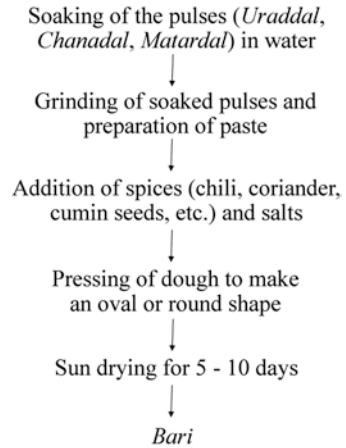 Soaking of the pulses (Uraddal,
Chanadal, Matardal) in water
Grinding of soaked pulses and
preparation of paste
Addition of spices (chili, coriander,
cumin seeds, etc.) and salts
Pressing of dough to make
an oval or round shape
Sun drying for 5 - 10 days
Bari